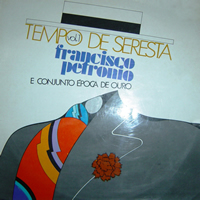 TEMPO vol.1 DE SERESTA
francisco
petronio
E CONJUNTO ÉPOCA DE OURO